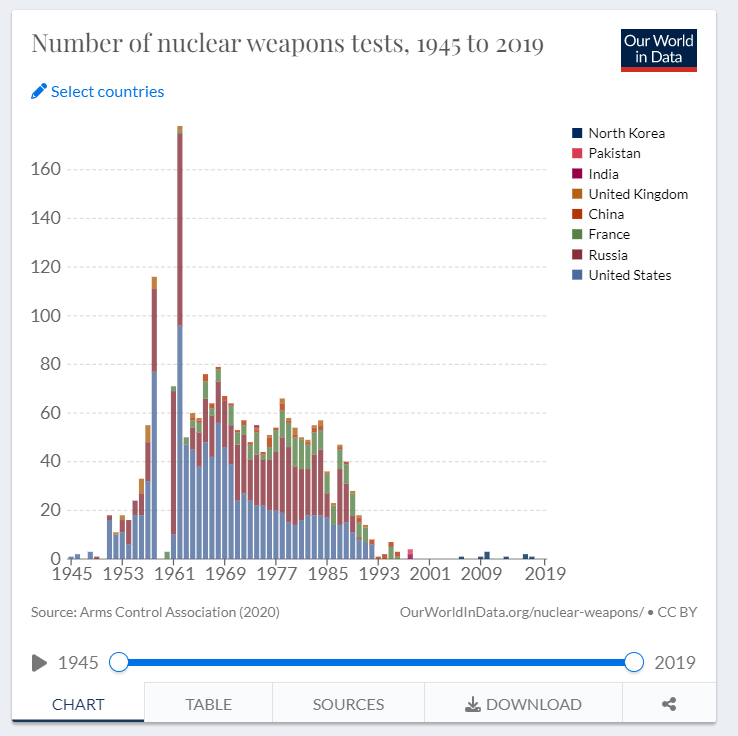 Number of nuclear weapons tests, 1945 to 2019
Our World
in Data
Select countries
160
140
120
100
80
60
40
20
0
1945 1953 1961 1969 1977 1985 1993 2001 2009 2019
North Korea
Pakistan
India
United Kingdom
China
France
Russia
United States
Source: Arms Control Association (2020)
OurWorldInData.org/nuclear-weapons/ • CC BY
1945
2019
CHART
TABLE
SOURCES
DOWNLOAD